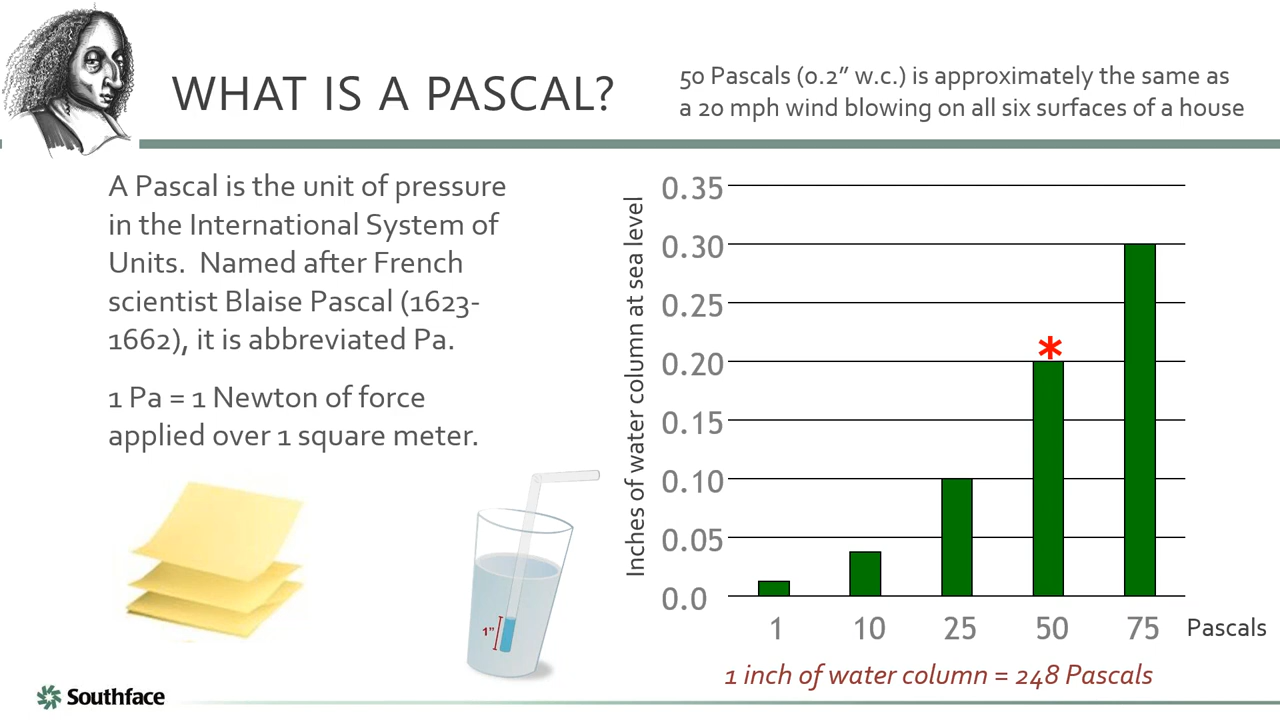 WHAT IS A PASCAL?
50 Pascals (0.2” w.c.) is approximately the same as
a 20 mph wind blowing on all six surfaces of a house
A Pascal is the unit of pressure
in the International System of
Units.  Named after French
scientist Blaise Pascal (1623-
1662), it is abbreviated Pa.
1 Pa = 1 Newton of force
applied over 1 square meter.
1”
Inches of water column at sea level
0.35
0.30
0.25
0.20
*
0.15
0.10
0.05
0.0
1 10 25 50 75 Pascals
1 inch of water column = 248 Pascals
Southface